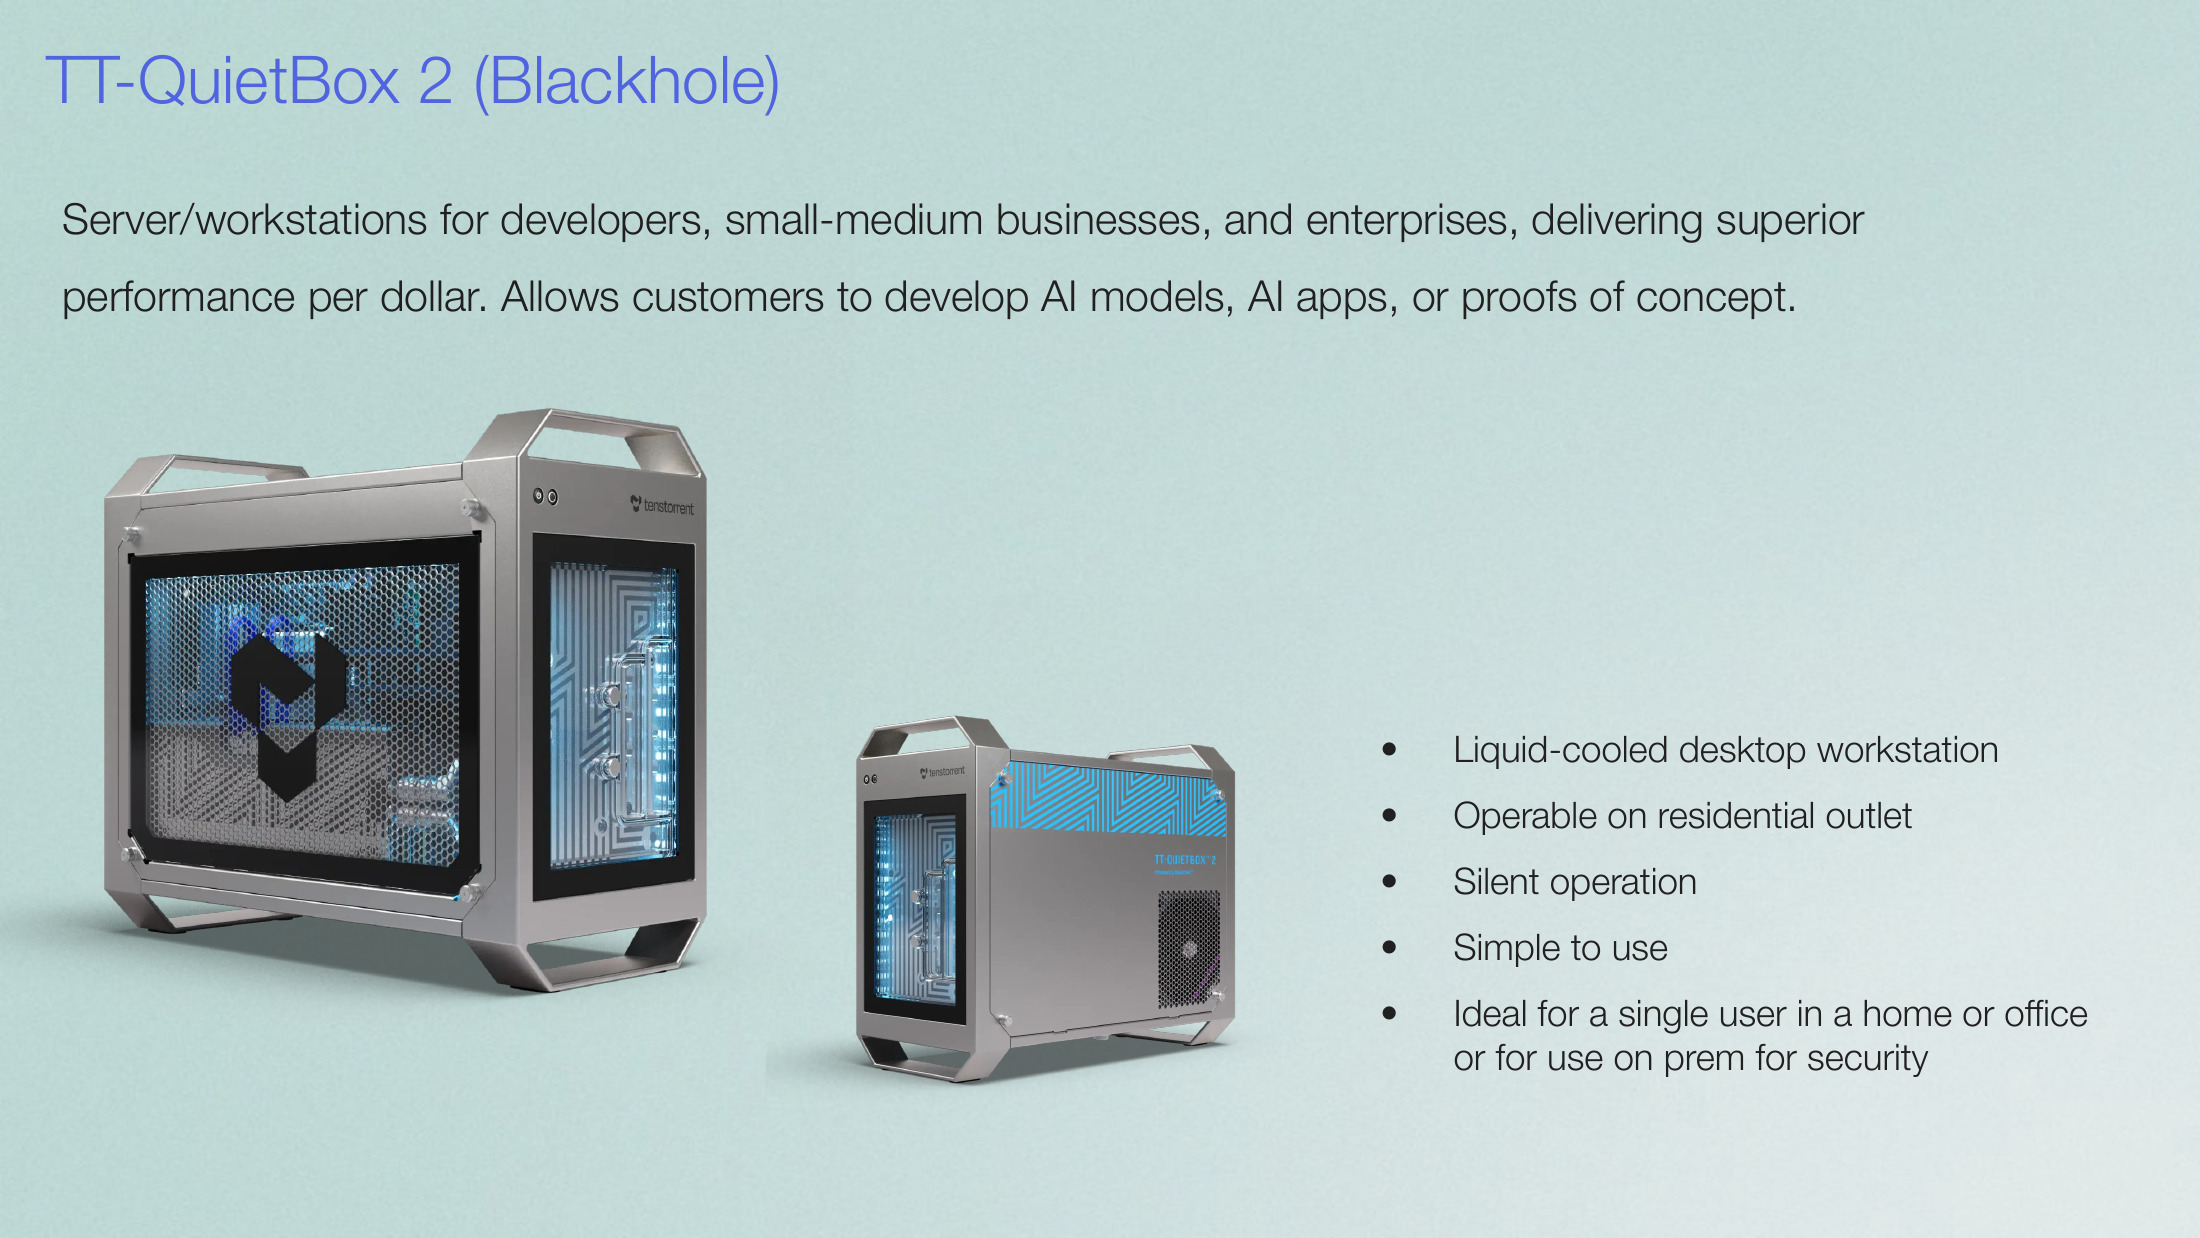 TT-QuietBox 2 (Blackhole)
Server/workstations for developers, small-medium businesses, and enterprises, delivering superior
performance per dollar. Allows customers to develop AI models, AI apps, or proofs of concept.
tenstorrent
tenstorrent
TT-QUIETBOX™ 2
• Liquid-cooled desktop workstation
• Operable on residential outlet
• Silent operation
• Simple to use
• Ideal for a single user in a home or office
or for use on prem for security